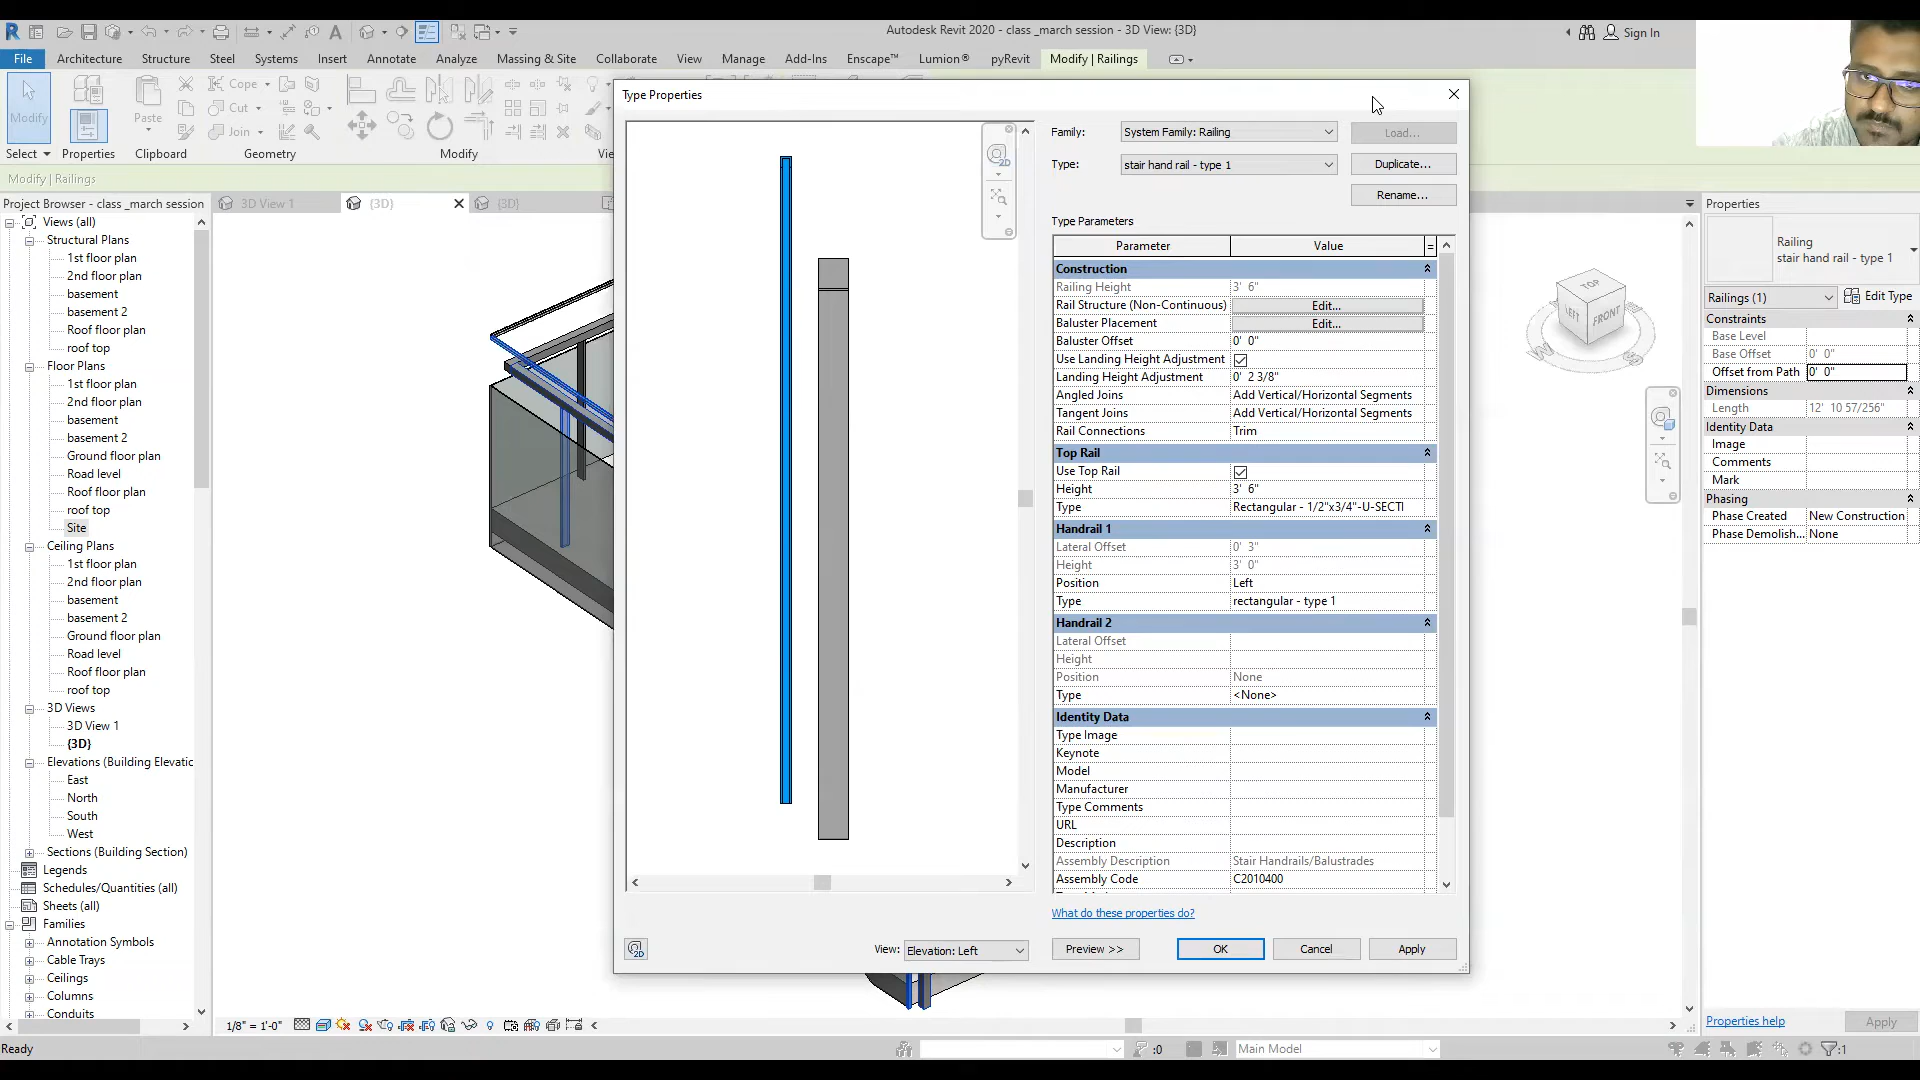 Autodesk Revit 2020 - class _march session - 3D View: {3D}
Sign In
File Architecture Structure Steel Systems Insert Annotate Analyze Massing & Site Collaborate View Manage Add-Ins Enscape™ Lumion® pyRevit Modify | Railings
Modify
Paste
Cope
Cut
Join
Select Properties Clipboard Geometry Modify
Modify | Railings
Project Browser - class _march session
3D View 1 {3D} {3D}
Views (all)
Structural Plans
1st floor plan
2nd floor plan
basement
basement 2
Roof floor plan
roof top
Floor Plans
1st floor plan
2nd floor plan
basement
basement 2
Ground floor plan
Road level
Roof floor plan
roof top
Site
Ceiling Plans
1st floor plan
2nd floor plan
basement
basement 2
Ground floor plan
Road level
Roof floor plan
roof top
3D Views
3D View 1
{3D}
Elevations (Building Elevatic
East
North
South
West
Sections (Building Section)
Legends
Schedules/Quantities (all)
Sheets (all)
Families
Annotation Symbols
Cable Trays
Ceilings
Columns
Conduits
Type Properties
2D
Family: System Family: Railing Load...
Type: stair hand rail - type 1 Duplicate...
Rename...
Type Parameters
Parameter Value =
Construction
Railing Height 3' 6"
Rail Structure (Non-Continuous) Edit...
Baluster Placement Edit...
Baluster Offset 0' 0"
Use Landing Height Adjustment
Landing Height Adjustment 0' 2 3/8"
Angled Joins Add Vertical/Horizontal Segments
Tangent Joins Add Vertical/Horizontal Segments
Rail Connections Trim
Top Rail
Use Top Rail
Height 3' 6"
Type Rectangular - 1/2"x3/4"-U-SECTI
Handrail 1
Lateral Offset 0' 3"
Height 3' 0"
Position Left
Type rectangular - type 1
Handrail 2
Lateral Offset
Height
Position None
Type <None>
Identity Data
Type Image
Keynote
Model
Manufacturer
Type Comments
URL
Description
Assembly Description Stair Handrails/Balustrades
Assembly Code C2010400
What do these properties do?
2D
View: Elevation: Left Preview >> OK Cancel Apply
TOP
LEFT
FRONT
W
S
Properties
Railing
stair hand rail - type 1
Railings (1) Edit Type
Constraints
Base Level
Base Offset 0' 0"
Offset from Path 0' 0"
Dimensions
Length 12' 10 57/256"
Identity Data
Image
Comments
Mark
Phasing
Phase Created New Construction
Phase Demolish... None
Properties help Apply
1/8" = 1'-0"
Ready
:0 Main Model :1